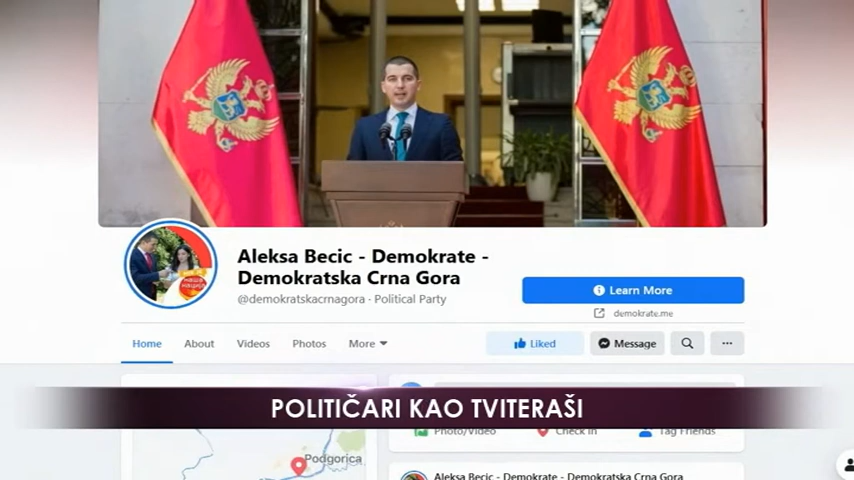 Aleksa Becic - Demokrate -
Demokratska Crna Gora
@demokratskacrnagora · Political Party
Learn More
demokrate.me
Home
About
Videos
Photos
More
Liked
Message
POLITIČARI KAO TVITERAŠI
Photo/Video
Check in
Tag Friends
Podgorica
Aleksa Becic - Demokrate - Demokratska Crna Gora